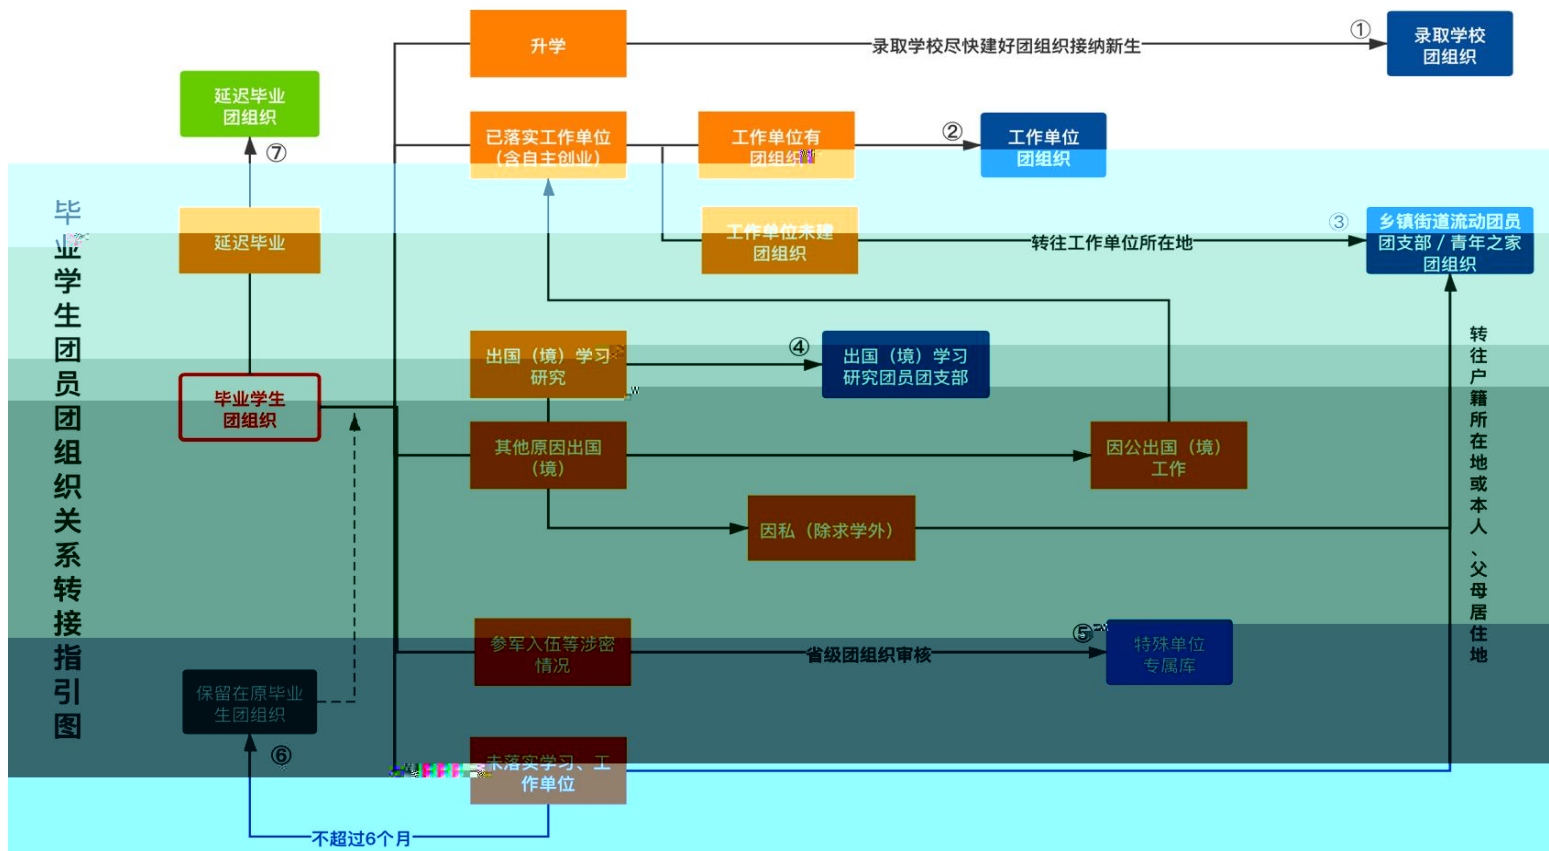 毕业学生团员团组织关系转接指引图
升学
录取学校尽快建好团组织接纳新生
①
录取学校
团组织
延迟毕业
团组织
⑦
已落实工作单位
（含自主创业）
工作单位有
团组织
②
工作单位
团组织
延迟毕业
工作单位未建
团组织
转往工作单位所在地
③
乡镇街道流动团员
团支部 / 青年之家
团组织
出国（境）学习
研究
④
出国（境）学习
研究团员团支部
转往户籍所在地或本人、父母居住地
毕业学生
团组织
其他原因出国
（境）
因公出国（境）
工作
因私（除求学外）
参军入伍等涉密
情况
省级团组织审核
⑤
特殊单位
专属库
保留在原毕业
生团组织
⑥
未落实学习、工
作单位
不超过6个月